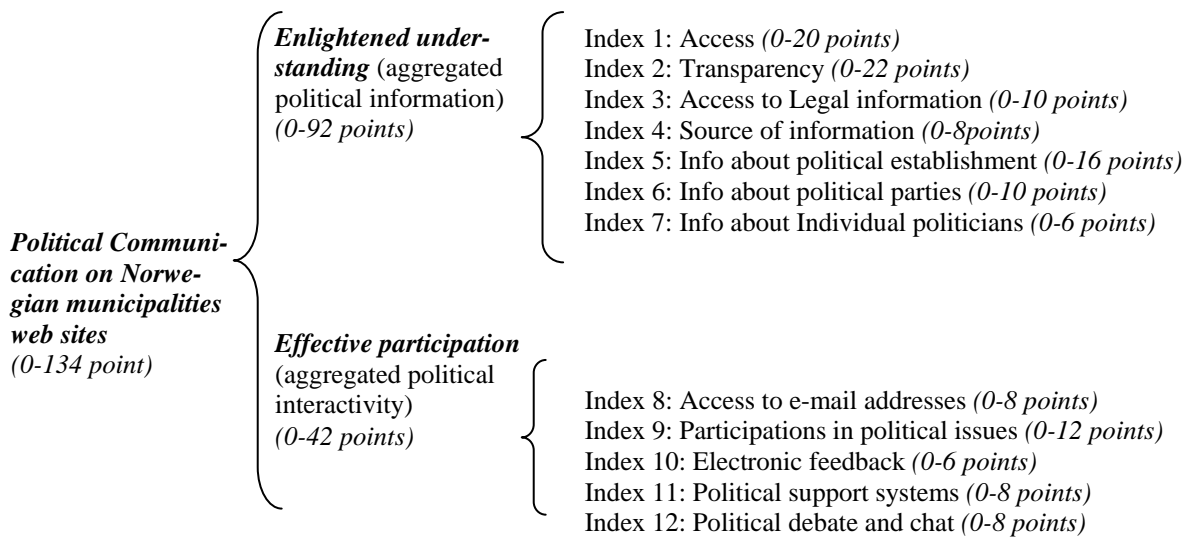 Political Communi-
cation on Norwe-
gian municipalities
web sites
(0-134 point)
Enlightened under-
standing (aggregated
political information)
(0-92 points)
Index 1: Access (0-20 points)
Index 2: Transparency (0-22 points)
Index 3: Access to Legal information (0-10 points)
Index 4: Source of information (0-8points)
Index 5: Info about political establishment (0-16 points)
Index 6: Info about political parties (0-10 points)
Index 7: Info about Individual politicians (0-6 points)
Effective participation
(aggregated political
interactivity)
(0-42 points)
Index 8: Access to e-mail addresses (0-8 points)
Index 9: Participations in political issues (0-12 points)
Index 10: Electronic feedback (0-6 points)
Index 11: Political support systems (0-8 points)
Index 12: Political debate and chat (0-8 points)